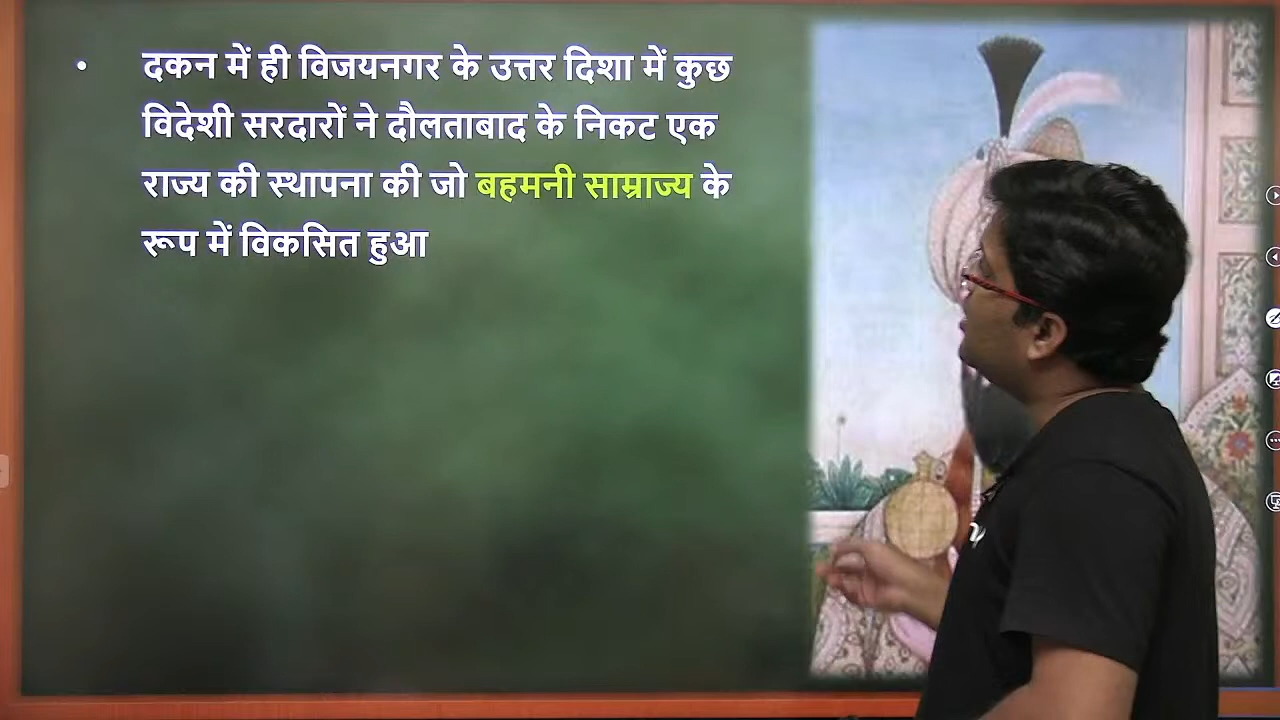 • दकन में ही विजयनगर के उत्तर दिशा में कुछ
विदेशी सरदारों ने दौलताबाद के निकट एक
राज्य की स्थापना की जो बहमनी साम्राज्य के
रूप में विकसित हुआ